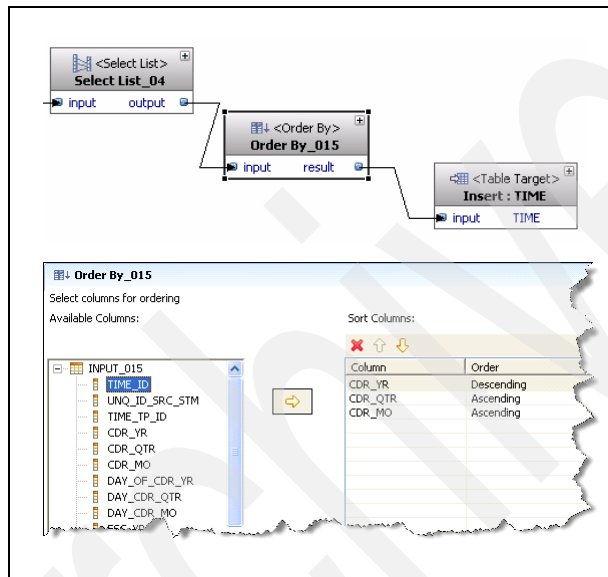 <Select List>
Select List_04
input output
<Order By>
Order By_015
input result
<Table Target>
Insert : TIME
input TIME
Order By_015
Select columns for ordering
Available Columns: Sort Columns:
Column Order
INPUT_015
TIME_ID
UNQ_ID_SRC_STM
TIME_TP_ID
CDR_YR
CDR_QTR
CDR_MO
DAY_OF_CDR_YR
DAY_CDR_QTR
DAY_CDR_MO
CDR_YR Descending
CDR_QTR Ascending
CDR_MO Ascending